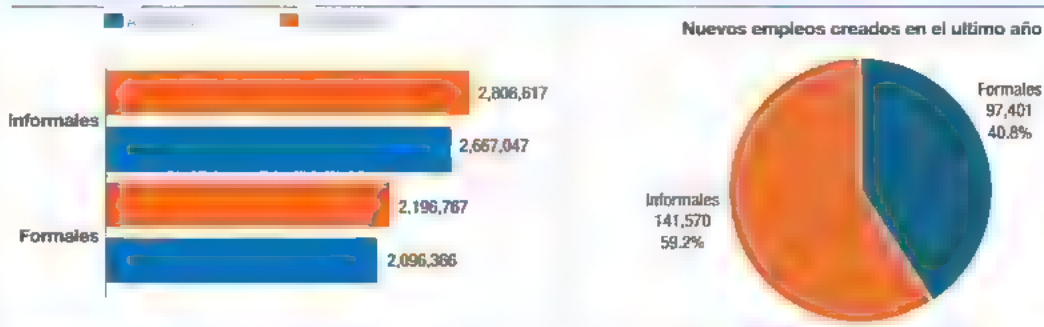 Nuevos empleos creados en el ultimo año
Informales
2,808,617
2,667,047
Formales
2,196,767
2,096,366
Formales
97,401
40.8%
Informales
141,570
59.2%